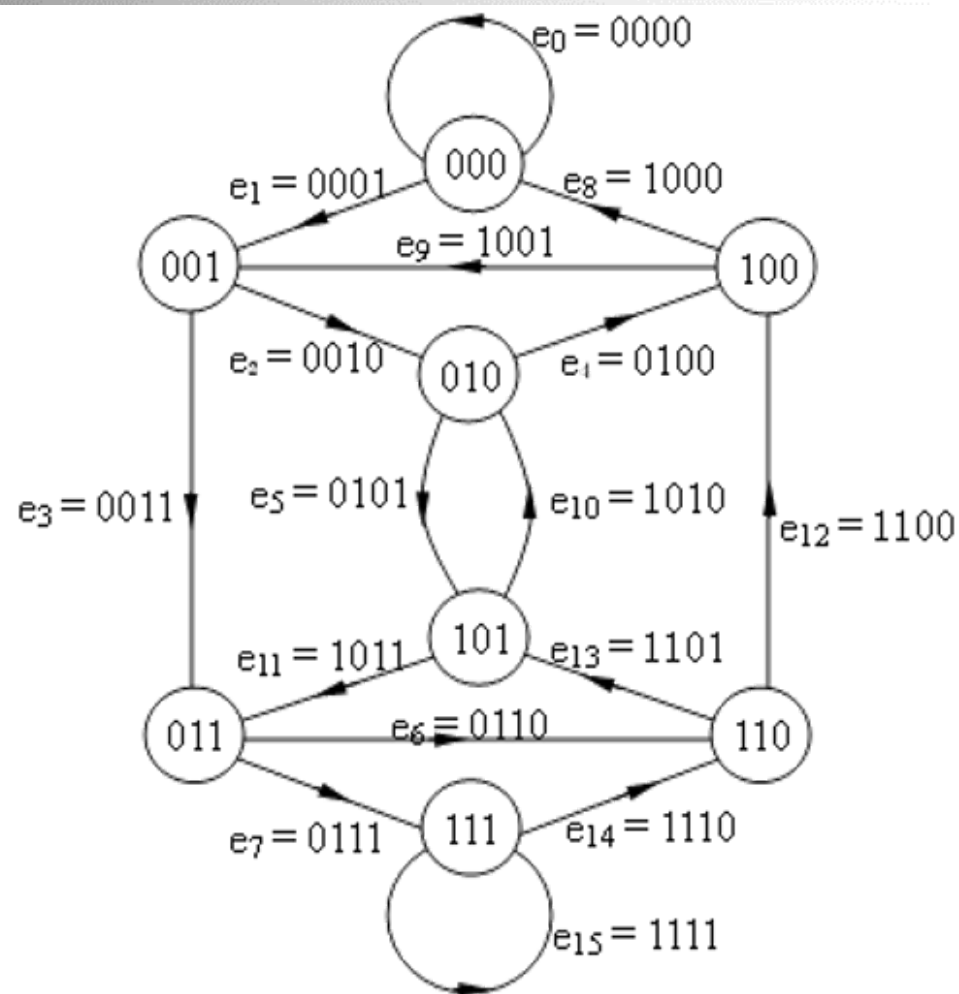 e0 = 0000
000
e1 = 0001
e8 = 1000
e9 = 1001
001
100
e2 = 0010
010
e4 = 0100
e3 = 0011
e5 = 0101
e10 = 1010
e12 = 1100
101
e11 = 1011
e13 = 1101
e6 = 0110
011
110
e7 = 0111
111
e14 = 1110
e15 = 1111